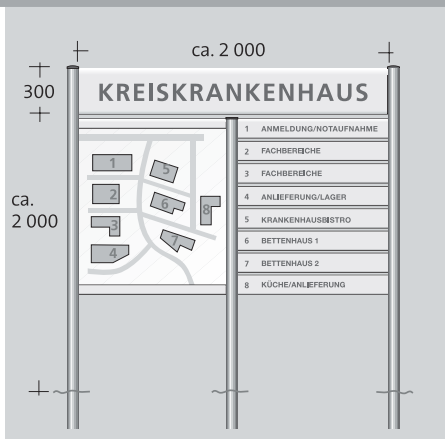 ca. 2 000
300
KREISKRANKENHAUS
ca.
2 000
1
2
3
4
5
6
7
8
1 ANMELDUNG/NOTAUFNAHME
2 FACHBEREICHE
3 FACHBEREICHE
4 ANLIEFERUNG/LAGER
5 KRANKENHAUSBISTRO
6 BETTENHAUS 1
7 BETTENHAUS 2
8 KÜCHE/ANLIEFERUNG